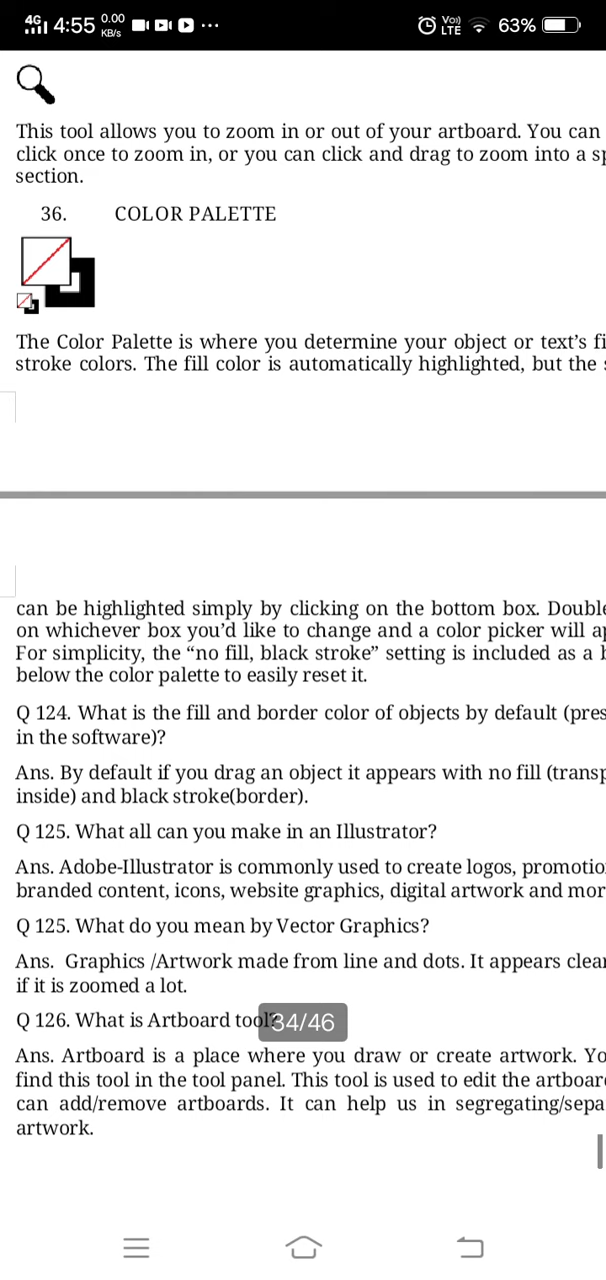 4G 4:55 0.00 KB/s ... Vo)) LTE 63%
This tool allows you to zoom in or out of your artboard. You can
click once to zoom in, or you can click and drag to zoom into a sp
section.
36. COLOR PALETTE
The Color Palette is where you determine your object or text’s fi
stroke colors. The fill color is automatically highlighted, but the s
can be highlighted simply by clicking on the bottom box. Double
on whichever box you’d like to change and a color picker will ap
For simplicity, the “no fill, black stroke” setting is included as a b
below the color palette to easily reset it.
Q 124. What is the fill and border color of objects by default (pres
in the software)?
Ans. By default if you drag an object it appears with no fill (transp
inside) and black stroke(border).
Q 125. What all can you make in an Illustrator?
Ans. Adobe-Illustrator is commonly used to create logos, promotio
branded content, icons, website graphics, digital artwork and mor
Q 125. What do you mean by Vector Graphics?
Ans. Graphics /Artwork made from line and dots. It appears clear
if it is zoomed a lot.
Q 126. What is Artboard tool?
34/46
Ans. Artboard is a place where you draw or create artwork. Yo
find this tool in the tool panel. This tool is used to edit the artboar
can add/remove artboards. It can help us in segregating/sepa
artwork.